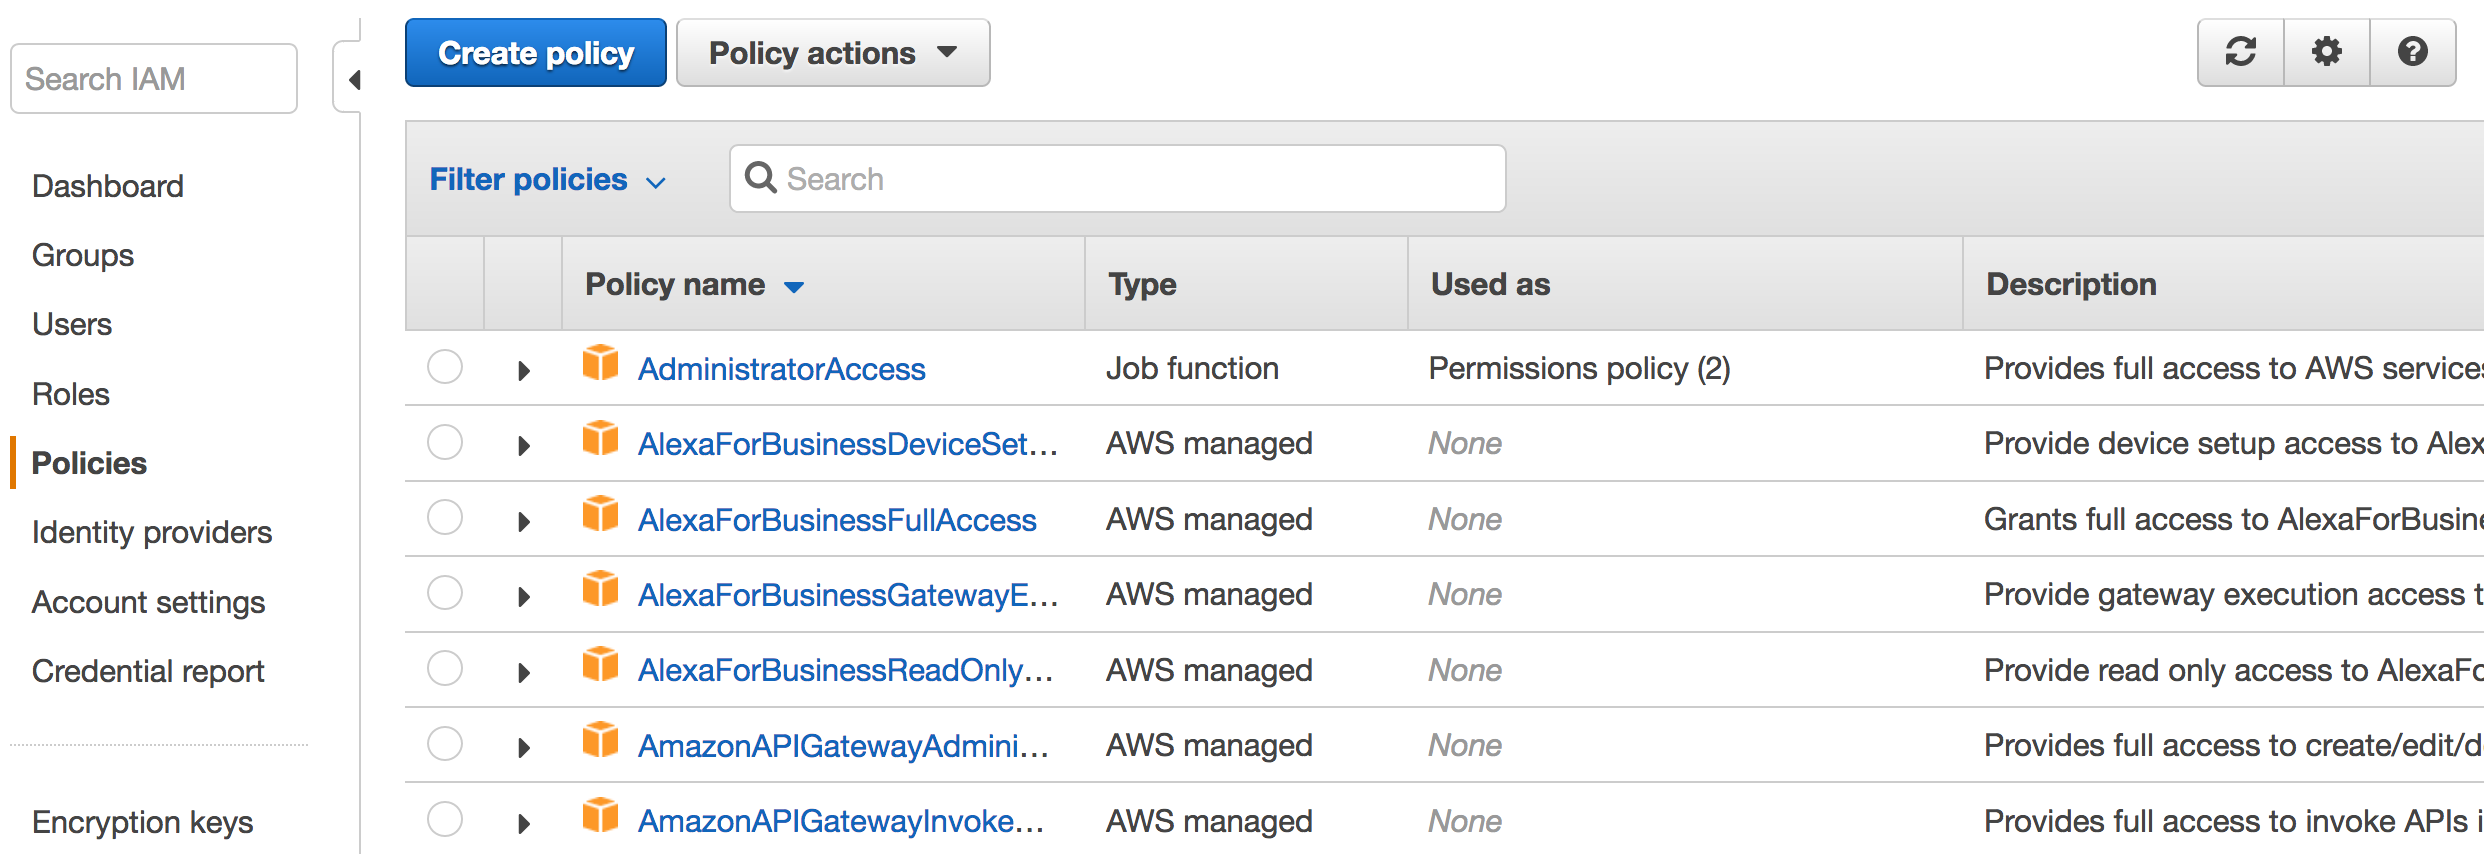 Search IAM
Dashboard
Groups
Users
Roles
Policies
Identity providers
Account settings
Credential report
Encryption keys
Create policy
Policy actions
Filter policies
Search
Policy name Type Used as Description
AdministratorAccess Job function Permissions policy (2) Provides full access to AWS services
AlexaForBusinessDeviceSet... AWS managed None Provide device setup access to Alex
AlexaForBusinessFullAccess AWS managed None Grants full access to AlexaForBusine
AlexaForBusinessGatewayE... AWS managed None Provide gateway execution access t
AlexaForBusinessReadOnly... AWS managed None Provide read only access to AlexaFo
AmazonAPIGatewayAdmini... AWS managed None Provides full access to create/edit/d
AmazonAPIGatewayInvoke... AWS managed None Provides full access to invoke APIs i